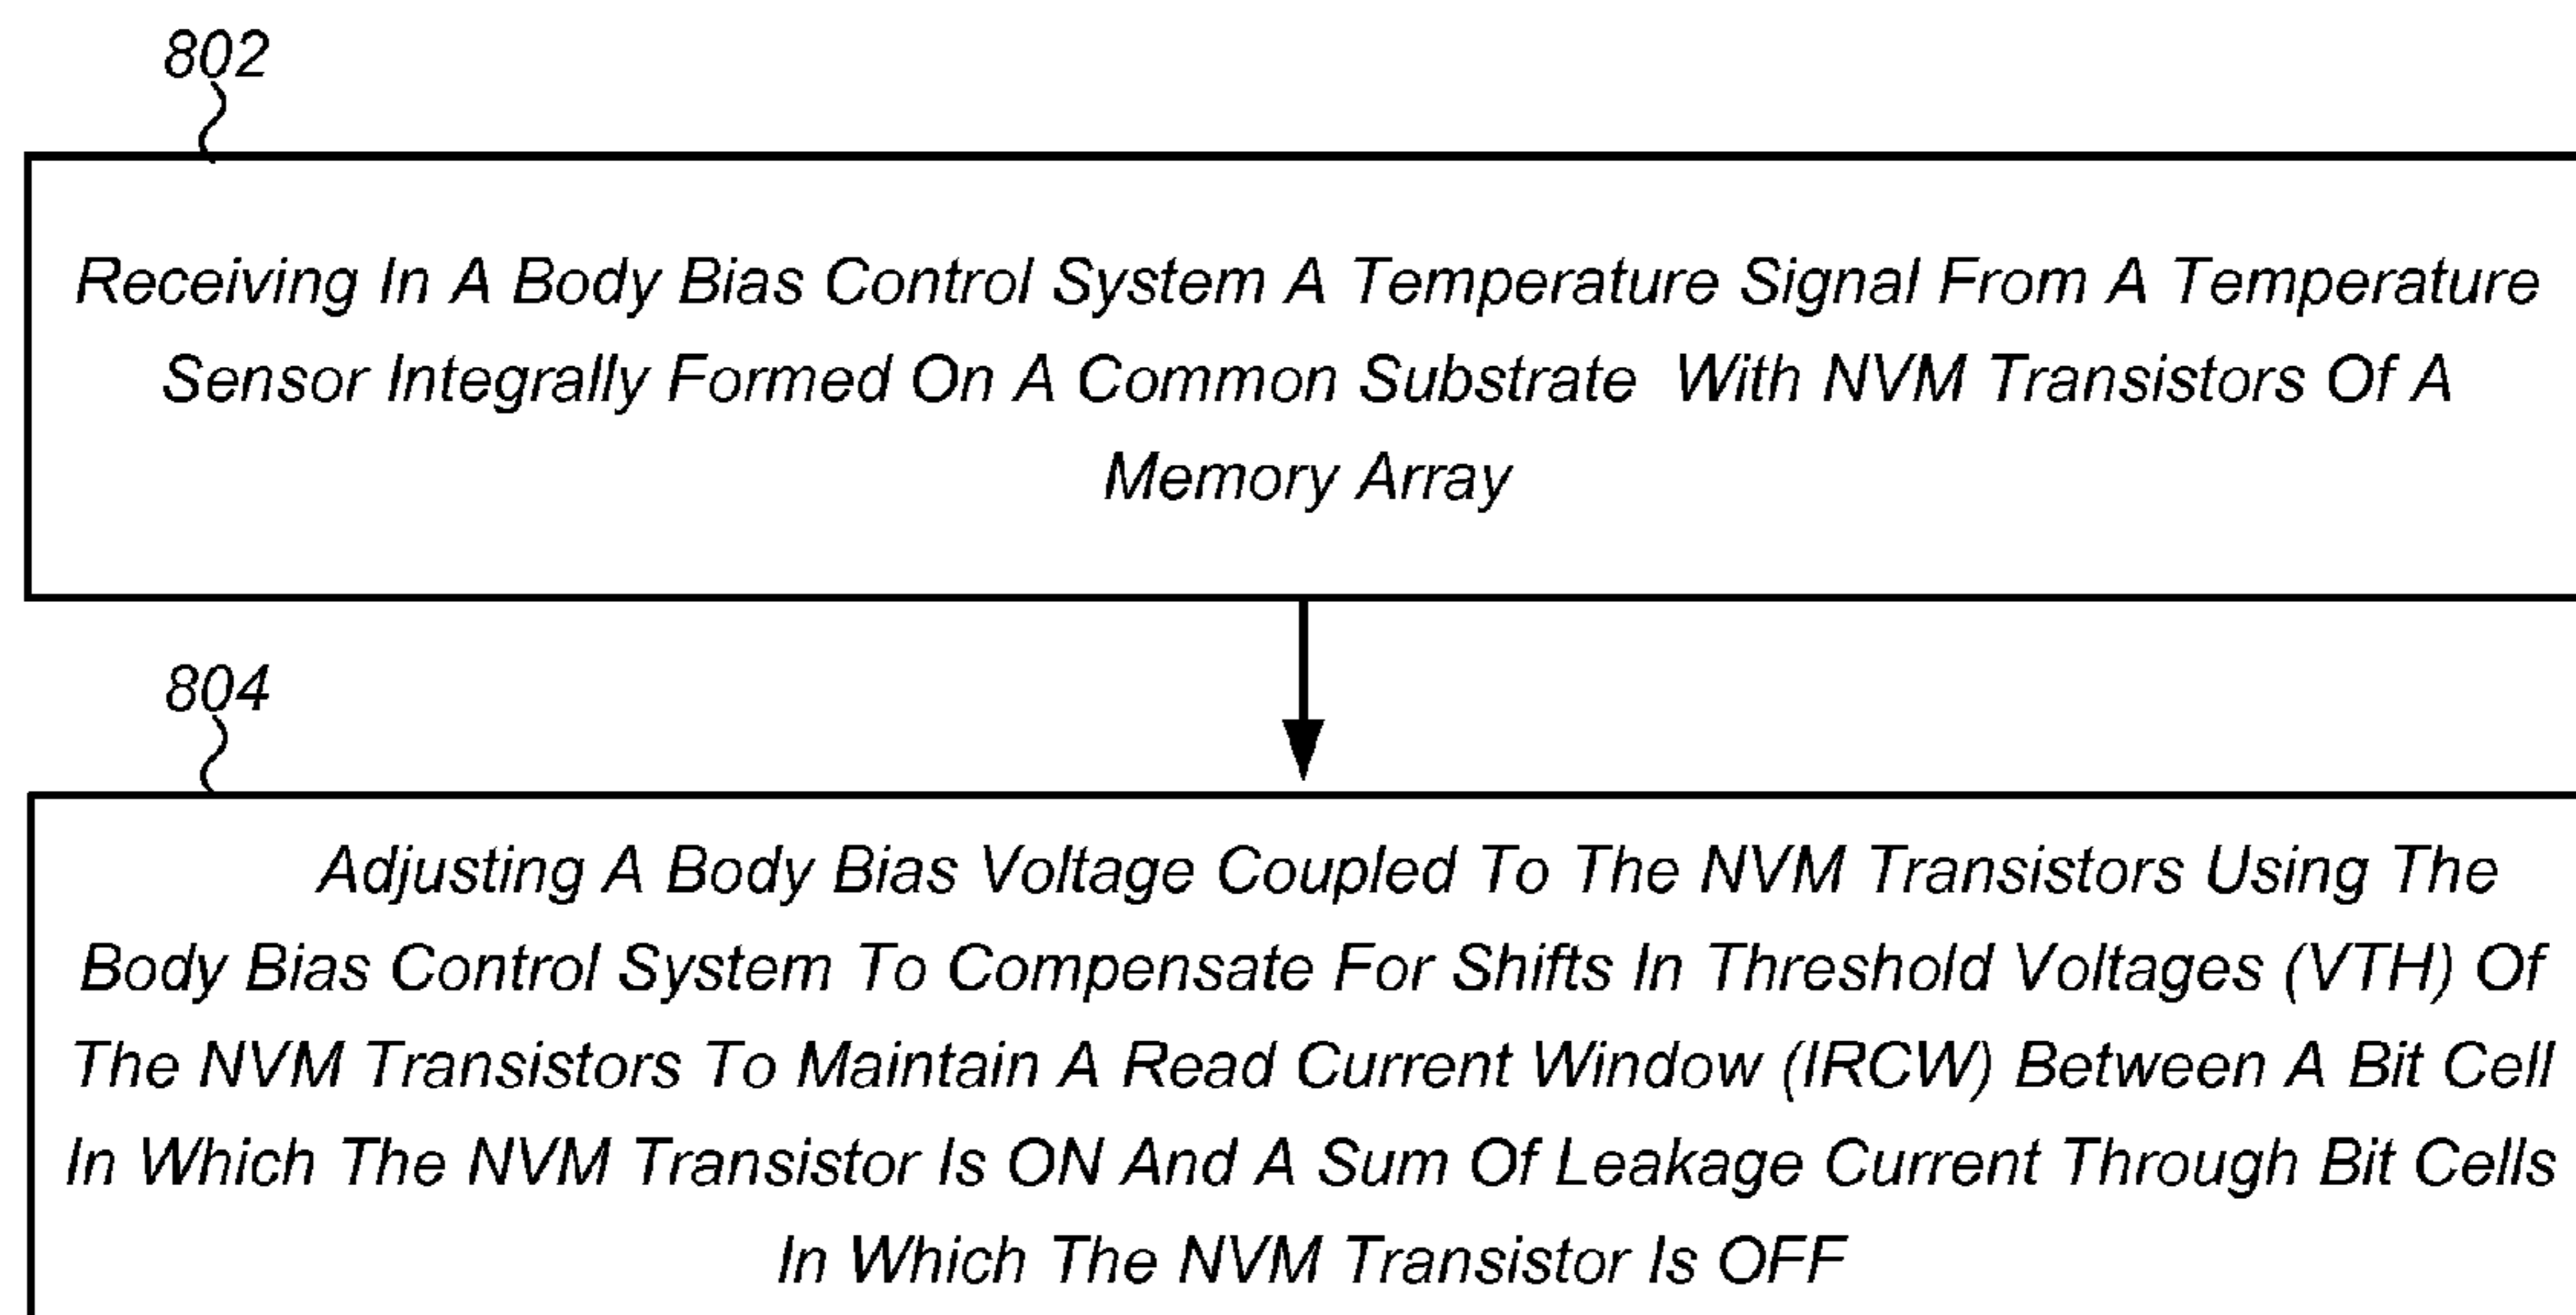 802
Receiving In A Body Bias Control System A Temperature Signal From A Temperature
Sensor Integrally Formed On A Common Substrate With NVM Transistors Of A
Memory Array
804
Adjusting A Body Bias Voltage Coupled To The NVM Transistors Using The
Body Bias Control System To Compensate For Shifts In Threshold Voltages (VTH) Of
The NVM Transistors To Maintain A Read Current Window (IRCW) Between A Bit Cell
In Which The NVM Transistor Is ON And A Sum Of Leakage Current Through Bit Cells
In Which The NVM Transistor Is OFF